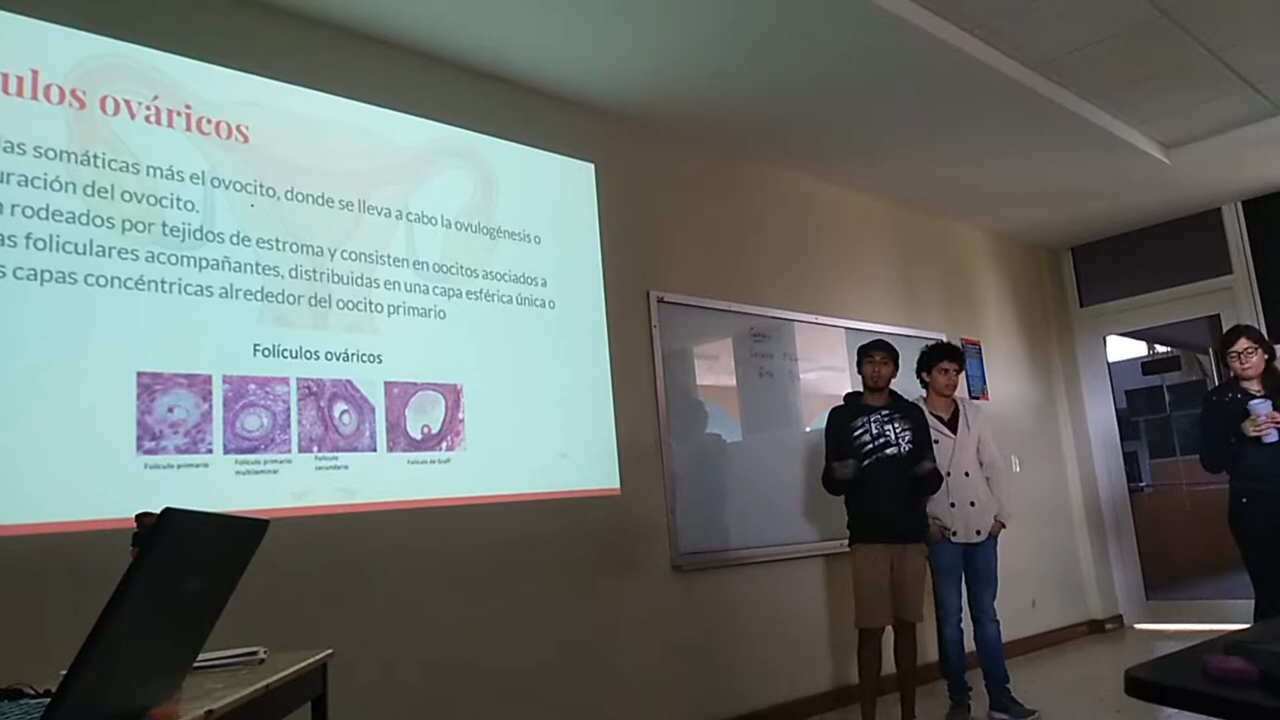 ulos ováricos
las somáticas más el ovocito, donde se lleva a cabo la ovulogénesis o
uración del ovocito.
n rodeados por tejidos de estroma y consisten en oocitos asociados a
as foliculares acompañantes, distribuidas en una capa esférica única o
s capas concéntricas alrededor del oocito primario
Folículos ováricos
Folículo primario
Folículo primario
multilaminar
Folículo
secundario
Folículo de Graff